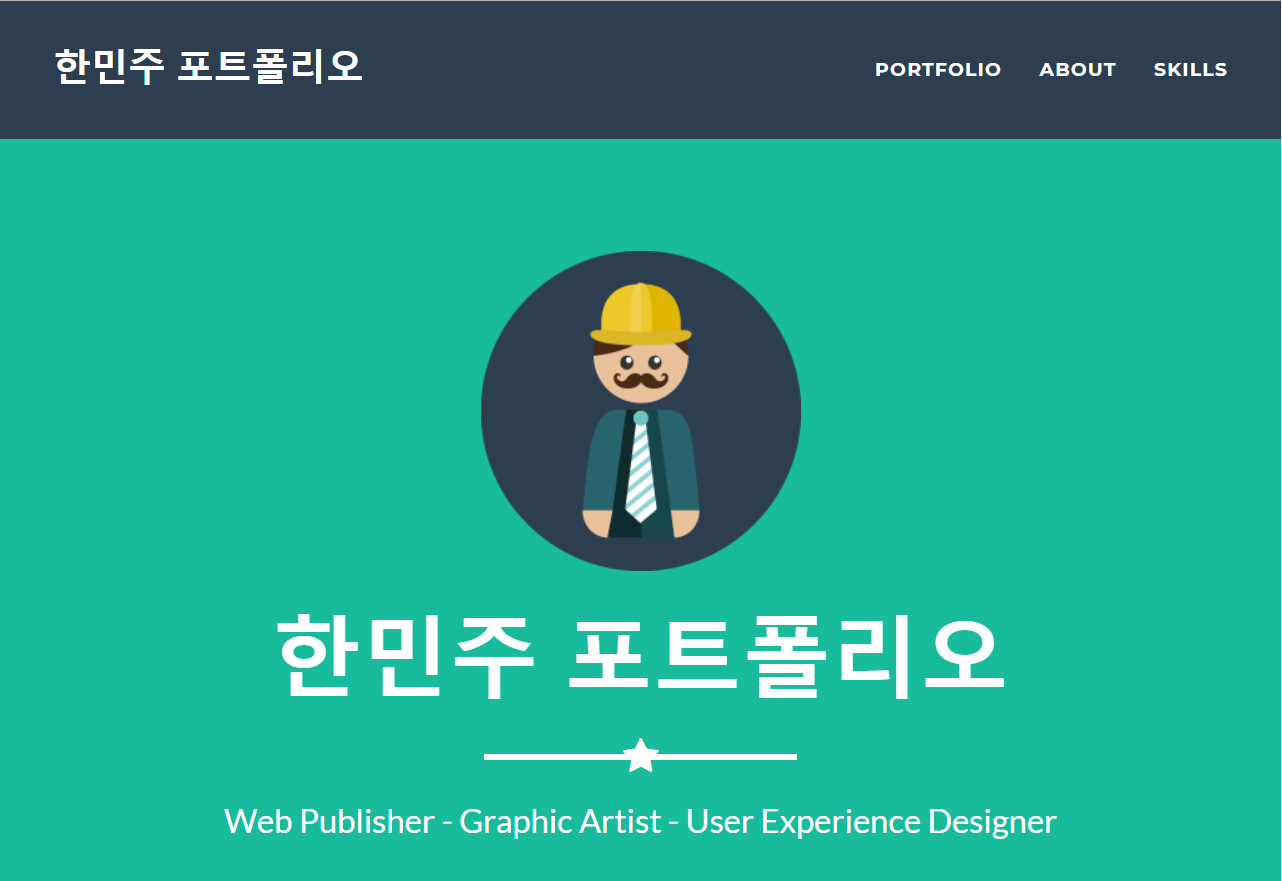 한민주 포트폴리오
PORTFOLIO ABOUT SKILLS
한민주 포트폴리오
Web Publisher - Graphic Artist - User Experience Designer